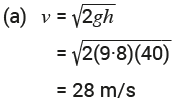 (a) v = √2gh
= √2(9·8)(40)
= 28 m/s